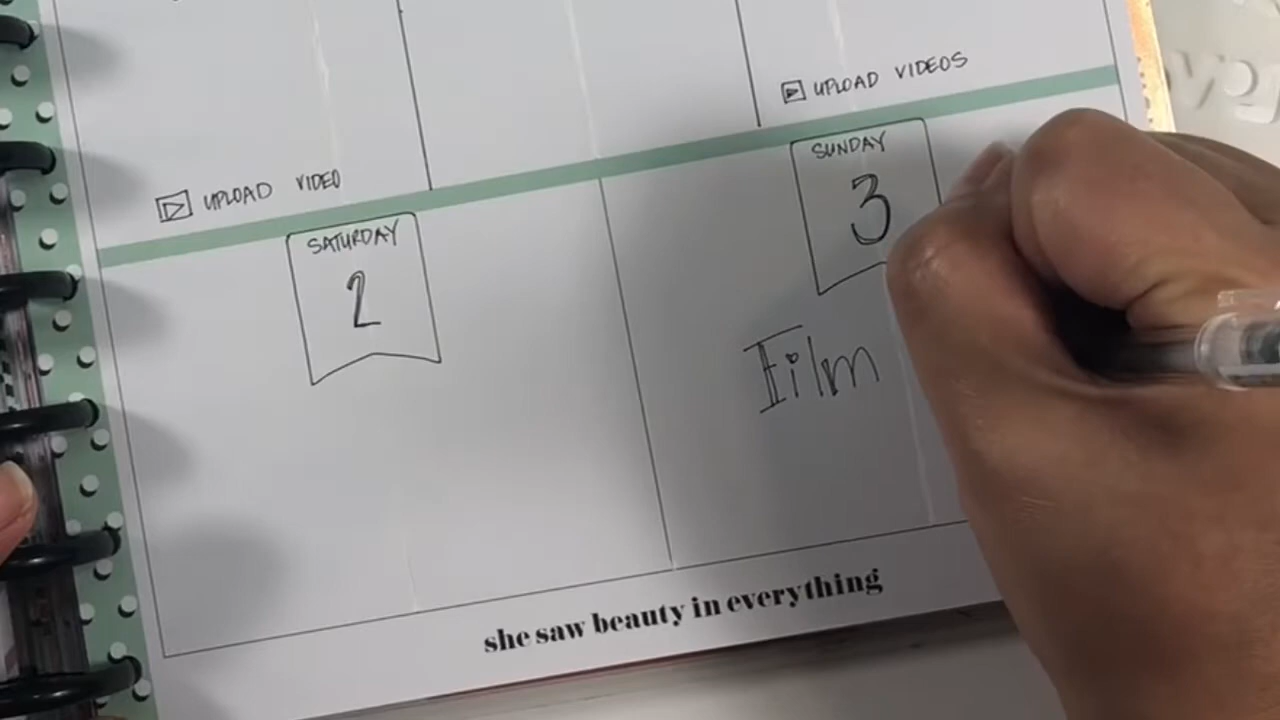 UPLOAD VIDEOS
UPLOAD VIDEO
SUNDAY
3
SATURDAY
2
Film
she saw beauty in everything